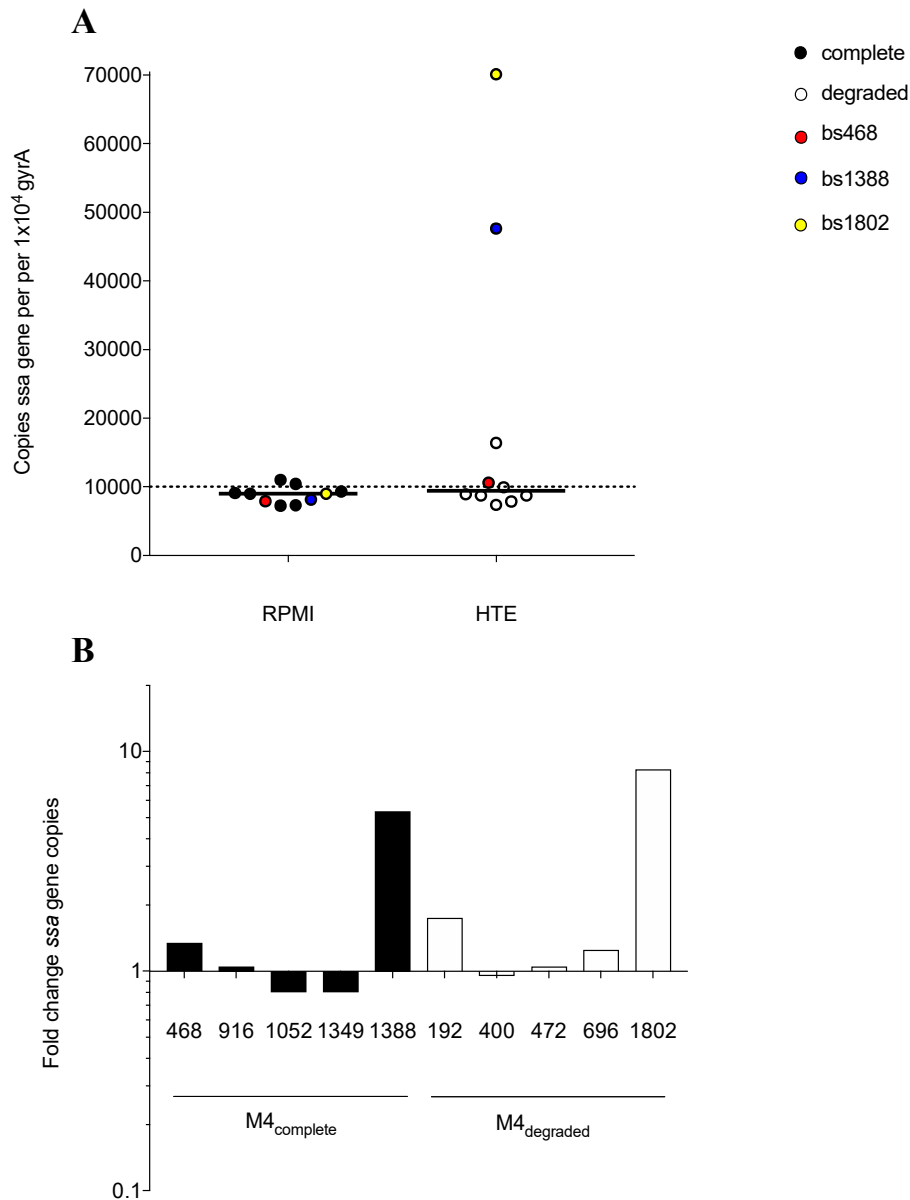 A
Copies ssa gene per per 1x10⁴ gyrA
70000
60000
50000
40000
30000
20000
10000
0
RPMI
HTE
complete
degraded
bs468
bs1388
bs1802
B
Fold change ssa gene copies
10
1
0.1
468 916 1052 1349 1388 192 400 472 696 1802
M4complete
M4degraded